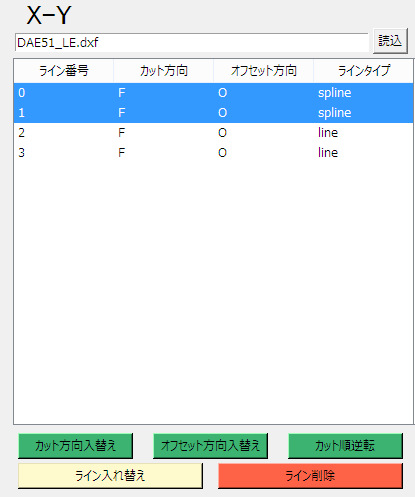 X-Y
DAE51_LE.dxf 読込
ライン番号 カット方向 オフセット方向 ラインタイプ
0 F O spline
1 F O spline
2 F O line
3 F O line
カット方向入替え オフセット方向入替え カット順逆転
ライン入れ替え ライン削除